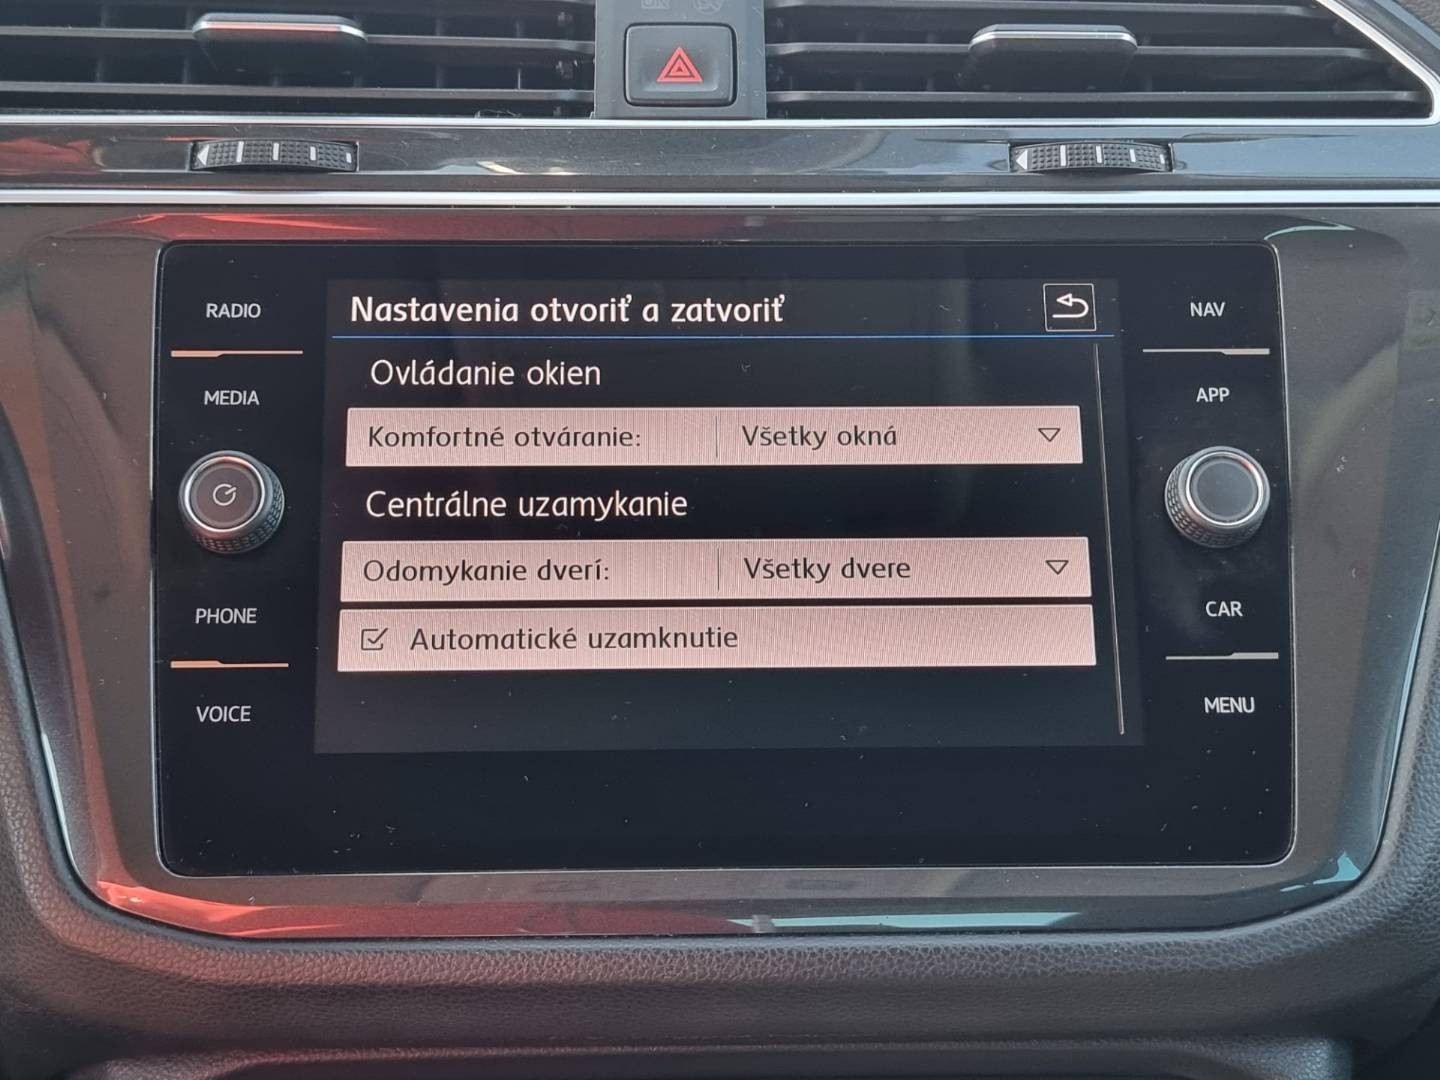 RADIO
MEDIA
PHONE
VOICE
Nastavenia otvoriť a zatvoriť
Ovládanie okien
Komfortné otváranie: Všetky okná
Centrálne uzamykanie
Odomykanie dverí: Všetky dvere
Automatické uzamknutie
NAV
APP
CAR
MENU